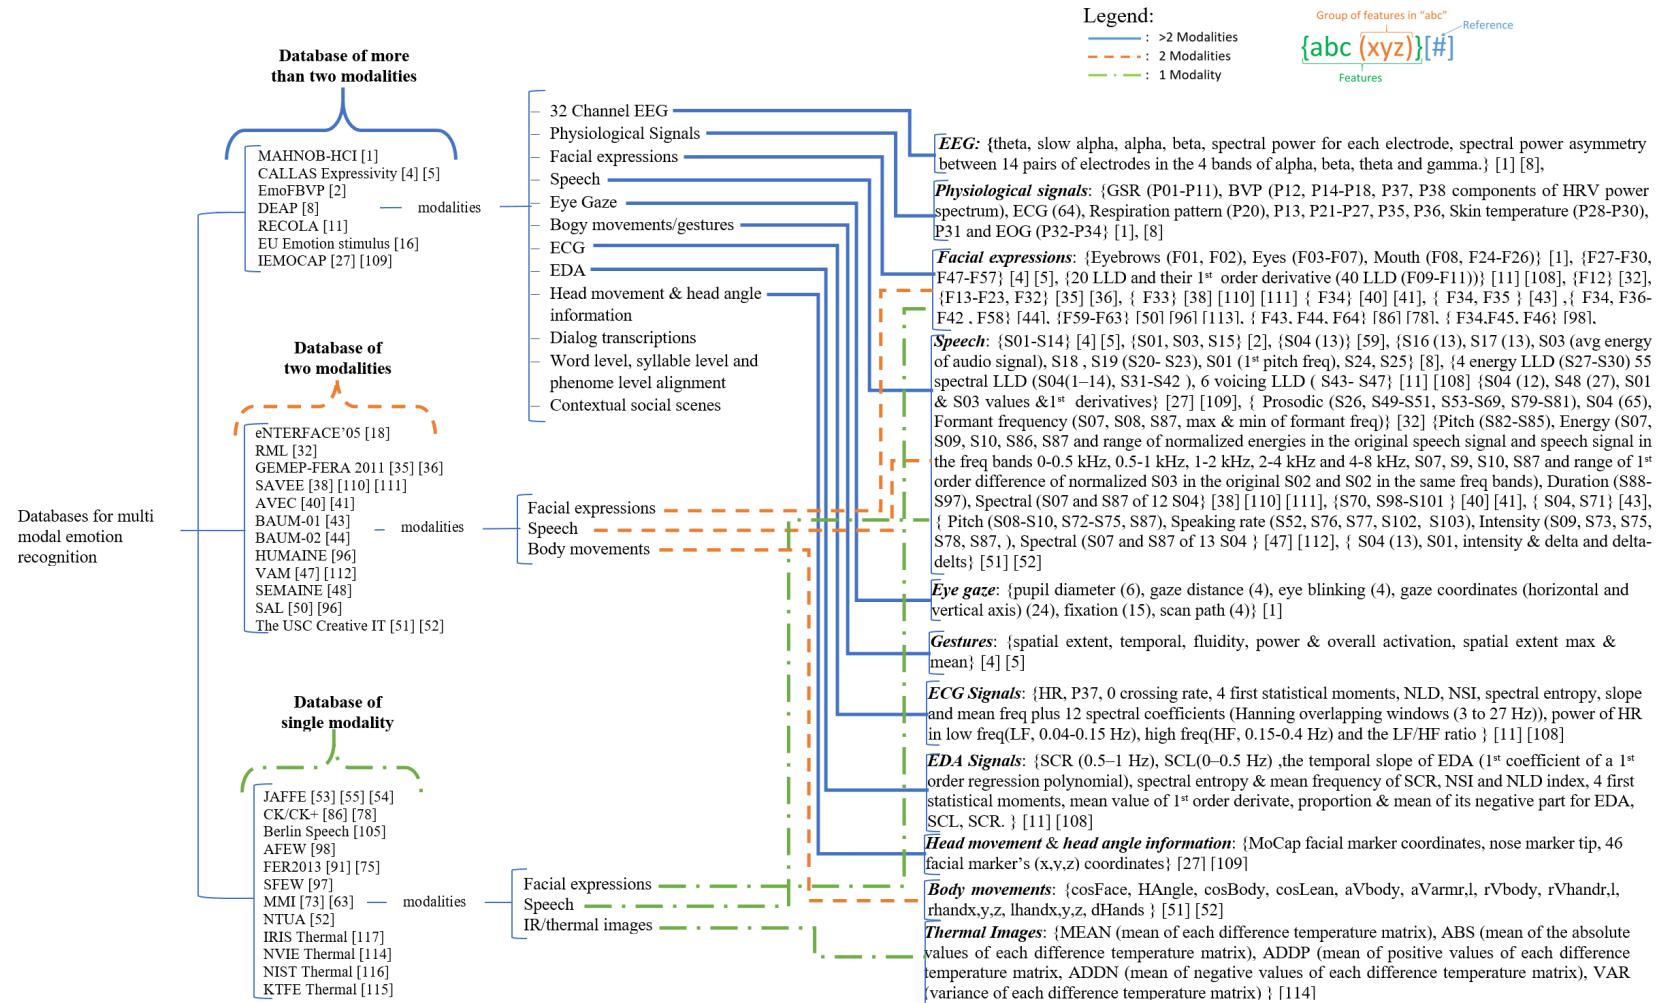 Legend:
: >2 Modalities
: 2 Modalities
: 1 Modality
Group of features in “abc”
Reference
{abc (xyz)}[#]
Features
Databases for multi
modal emotion
recognition
Database of more
than two modalities
MAHNOB-HCI [1]
CALLAS Expressivity [4] [5]
EmoFBVP [2]
DEAP [8]
RECOLA [11]
EU Emotion stimulus [16]
IEMOCAP [27] [109]
modalities
32 Channel EEG
Physiological Signals
Facial expressions
Speech
Eye Gaze
Bogy movements/gestures
ECG
EDA
Head movement & head angle
information
Dialog transcriptions
Word level, syllable level and
phenome level alignment
Contextual social scenes
Database of
two modalities
eNTERFACE’05 [18]
RML [32]
GEMEP-FERA 2011 [35] [36]
SAVEE [38] [110] [111]
AVEC [40] [41]
BAUM-01 [43]
BAUM-02 [44]
HUMAINE [96]
VAM [47] [112]
SEMAINE [48]
SAL [50] [96]
The USC Creative IT [51] [52]
modalities
Facial expressions
Speech
Body movements
Database of
single modality
JAFFE [53] [55] [54]
CK/CK+ [86] [78]
Berlin Speech [105]
AFEW [98]
FER2013 [91] [75]
SFEW [97]
MMI [73] [63]
NTUA [52]
IRIS Thermal [117]
NVIE Thermal [114]
NIST Thermal [116]
KTFE Thermal [115]
modalities
Facial expressions
Speech
IR/thermal images
EEG: {theta, slow alpha, alpha, beta, spectral power for each electrode, spectral power asymmetry
between 14 pairs of electrodes in the 4 bands of alpha, beta, theta and gamma.} [1] [8],
Physiological signals: {GSR (P01-P11), BVP (P12, P14-P18, P37, P38 components of HRV power
spectrum), ECG (64), Respiration pattern (P20), P13, P21-P27, P35, P36, Skin temperature (P28-P30),
P31 and EOG (P32-P34} [1], [8]
Facial expressions: {Eyebrows (F01, F02), Eyes (F03-F07), Mouth (F08, F24-F26)} [1], {F27-F30,
F47-F57} [4] [5], {20 LLD and their 1st order derivative (40 LLD (F09-F11))} [11] [108], {F12} [32],
{F13-F23, F32} [35] [36], { F33} [38] [110] [111] { F34} [40] [41], { F34, F35 } [43] ,{ F34, F36-
F42 , F58} [44], {F59-F63} [50] [96] [113], { F43, F44, F64} [86] [78], { F34,F45, F46} [98],
Speech: {S01-S14} [4] [5], {S01, S03, S15} [2], {S04 (13)} [59], {S16 (13), S17 (13), S03 (avg energy
of audio signal), S18 , S19 (S20- S23), S01 (1st pitch freq), S24, S25} [8], {4 energy LLD (S27-S30) 55
spectral LLD (S04(1–14), S31-S42 ), 6 voicing LLD ( S43- S47} [11] [108] {S04 (12), S48 (27), S01
& S03 values &1st derivatives} [27] [109], { Prosodic (S26, S49-S51, S53-S69, S79-S81), S04 (65),
Formant frequency (S07, S08, S87, max & min of formant freq)} [32] {Pitch (S82-S85), Energy (S07,
S09, S10, S86, S87 and range of normalized energies in the original speech signal and speech signal in
the freq bands 0-0.5 kHz, 0.5-1 kHz, 1-2 kHz, 2-4 kHz and 4-8 kHz, S07, S9, S10, S87 and range of 1st
order difference of normalized S03 in the original S02 and S02 in the same freq bands), Duration (S88-
S97), Spectral (S07 and S87 of 12 S04} [38] [110] [111], {S70, S98-S101 } [40] [41], { S04, S71} [43],
{ Pitch (S08-S10, S72-S75, S87), Speaking rate (S52, S76, S77, S102, S103), Intensity (S09, S73, S75,
S78, S87, ), Spectral (S07 and S87 of 13 S04 } [47] [112], { S04 (13), S01, intensity & delta and delta-
delts} [51] [52]
Eye gaze: {pupil diameter (6), gaze distance (4), eye blinking (4), gaze coordinates (horizontal and
vertical axis) (24), fixation (15), scan path (4)} [1]
Gestures: {spatial extent, temporal, fluidity, power & overall activation, spatial extent max &
mean} [4] [5]
ECG Signals: {HR, P37, 0 crossing rate, 4 first statistical moments, NLD, NSI, spectral entropy, slope
and mean freq plus 12 spectral coefficients (Hanning overlapping windows (3 to 27 Hz)), power of HR
in low freq(LF, 0.04-0.15 Hz), high freq(HF, 0.15-0.4 Hz) and the LF/HF ratio } [11] [108]
EDA Signals: {SCR (0.5–1 Hz), SCL(0–0.5 Hz) ,the temporal slope of EDA (1st coefficient of a 1st
order regression polynomial), spectral entropy & mean frequency of SCR, NSI and NLD index, 4 first
statistical moments, mean value of 1st order derivate, proportion & mean of its negative part for EDA,
SCL, SCR. } [11] [108]
Head movement & head angle information: {MoCap facial marker coordinates, nose marker tip, 46
facial marker’s (x,y,z) coordinates} [27] [109]
Body movements: {cosFace, HAngle, cosBody, cosLean, aVbody, aVarmr,l, rVbody, rVhandr,l,
rhandx,y,z, lhandx,y,z, dHands } [51] [52]
Thermal Images: {MEAN (mean of each difference temperature matrix), ABS (mean of the absolute
values of each difference temperature matrix), ADDP (mean of positive values of each difference
temperature matrix, ADDN (mean of negative values of each difference temperature matrix), VAR
(variance of each difference temperature matrix) } [114]